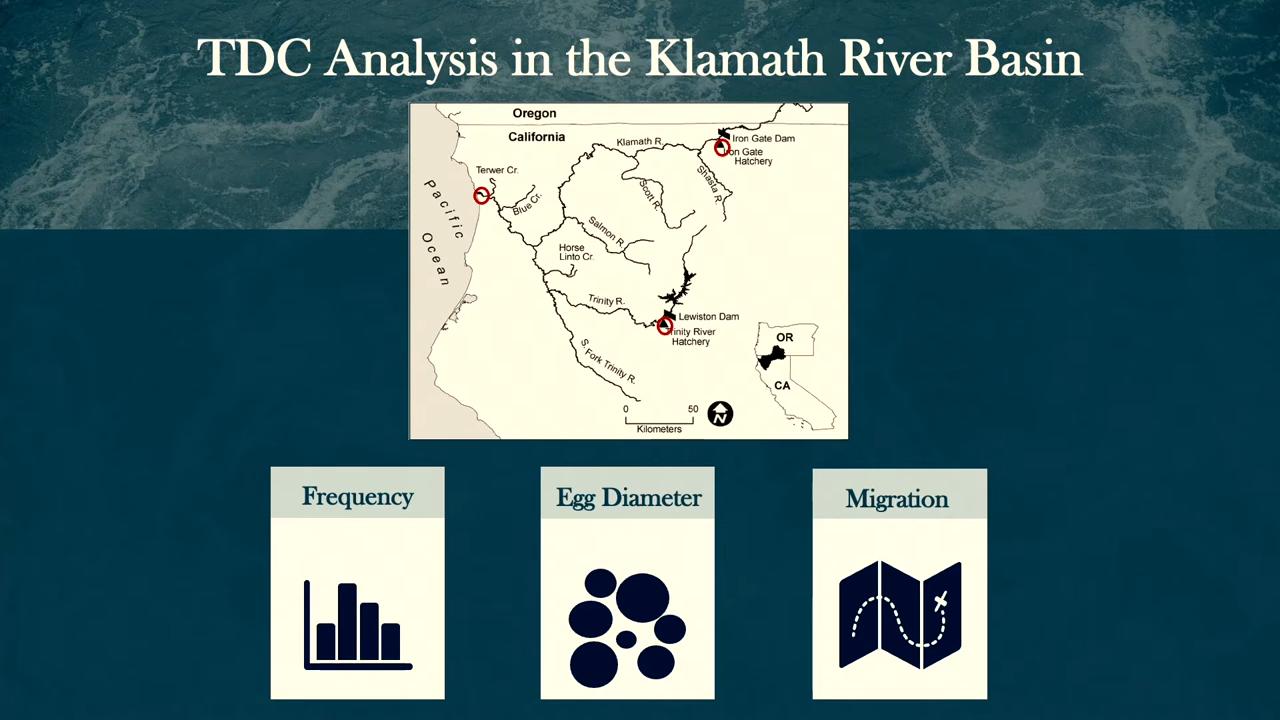 TDC Analysis in the Klamath River Basin
Oregon
California
Klamath R.
Iron Gate Dam
Iron Gate
Hatchery
Terwer Cr.
Blue Cr.
Scott R.
Shasta R.
Pacific
Ocean
Salmon R.
Horse
Linto Cr.
Trinity R.
Lewiston Dam
Trinity River
Hatchery
S. Fork Trinity R.
OR
CA
0 50
Kilometers
N
Frequency
Egg Diameter
Migration